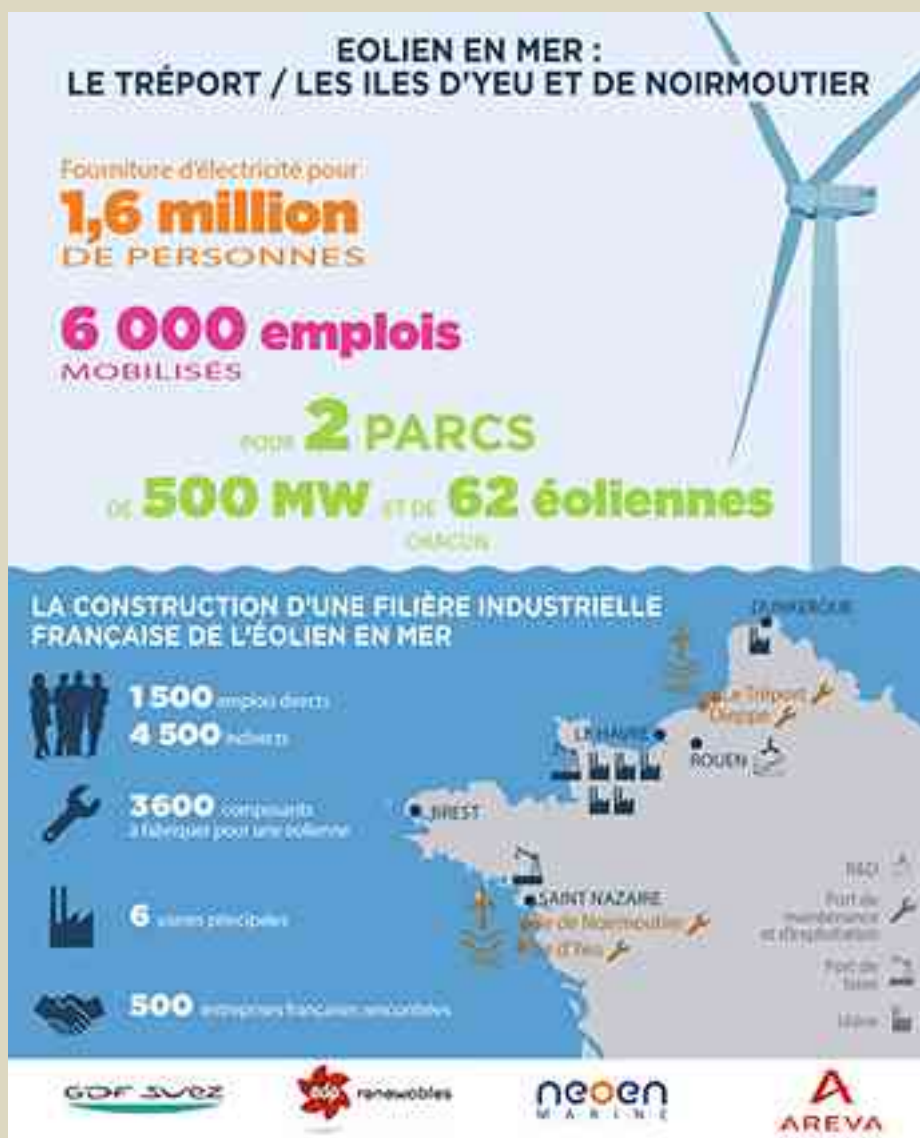 EOLIEN EN MER :
LE TRÉPORT / LES ILES D'YEU ET DE NOIRMOUTIER
Fourniture d'électricité pour
1,6 million
DE PERSONNES
6 000 emplois
MOBILISÉS
POUR 2 PARCS
DE 500 MW ET DE 62 éoliennes
CHACUN
LA CONSTRUCTION D'UNE FILIÈRE INDUSTRIELLE
FRANÇAISE DE L'ÉOLIEN EN MER
1 500 emplois directs
4 500 indirects
3600 composants
à fabriquer pour une éolienne
6 usines
500 entreprises françaises rencontrées
DUNKERQUE
Le Tréport
Dieppe
LE HAVRE
ROUEN
BREST
SAINT NAZAIRE
de Noirmoutier
d'Yeu
R&D
Port de
maintenance
et d'exploitation
Port de
Usine
GDF SUEZ
edp renewables
neoen
MARINE
AREVA